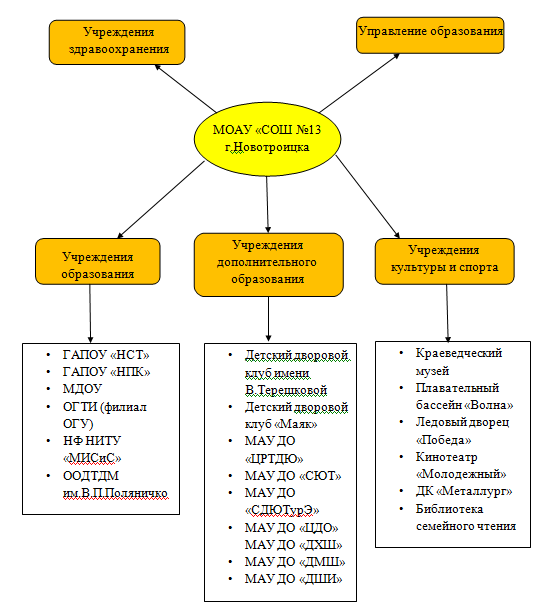 Учреждения
здравоохранения
Управление образования
МОАУ «СОШ №13
г.Новотроицка
Учреждения
образования
Учреждения
дополнительного
образования
Учреждения
культуры и спорта
• ГАПОУ «НСТ»
• ГАПОУ «НПК»
• МДОУ
• ОГТИ (филиал
ОГУ)
• НФ НИТУ
«МИСиС»
• ООДТДМ
им.В.П.Поляничко
• Детский дворовой
клуб имени
В.Терешковой
• Детский дворовой
клуб «Маяк»
• МАУ ДО
«ЦРТДЮ»
• МАУ ДО «СЮТ»
• МАУ ДО
«СДЮТурЭ»
• МАУ ДО «ЦДО»
МАУ ДО «ДХШ»
• МАУ ДО «ДМШ»
• МАУ ДО «ДШИ»
• Краеведческий
музей
• Плавательный
бассейн «Волна»
• Ледовый дворец
«Победа»
• Кинотеатр
«Молодежный»
• ДК «Металлург»
• Библиотека
семейного чтения